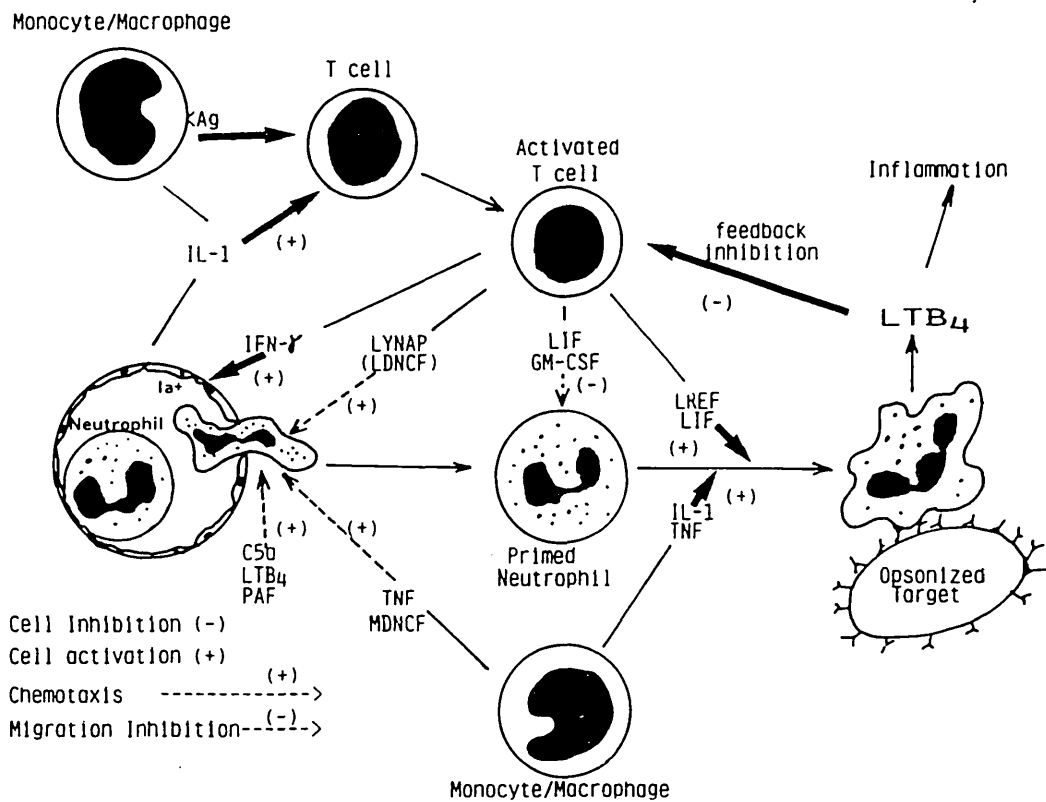 Monocyte/Macrophage
T cell
<Ag
Activated
T cell
Inflammation
IL-1
(+)
feedback
inhibition
(-)
LTB4
IFN-γ
(+)
LYNAP
(LDNCF)
(+)
LIF
GM-CSF
(-)
Ia+
Neutrophil
LREF
LIF
(+)
(+)
IL-1
TNF
(+)
(+)
C5a
LTB4
PAF
Primed
Neutrophil
Opsonized
Target
TNF
MDNCF
Cell Inhibition (-)
Cell activation (+)
(+)
Chemotaxis
(-)
Migration Inhibition
Monocyte/Macrophage